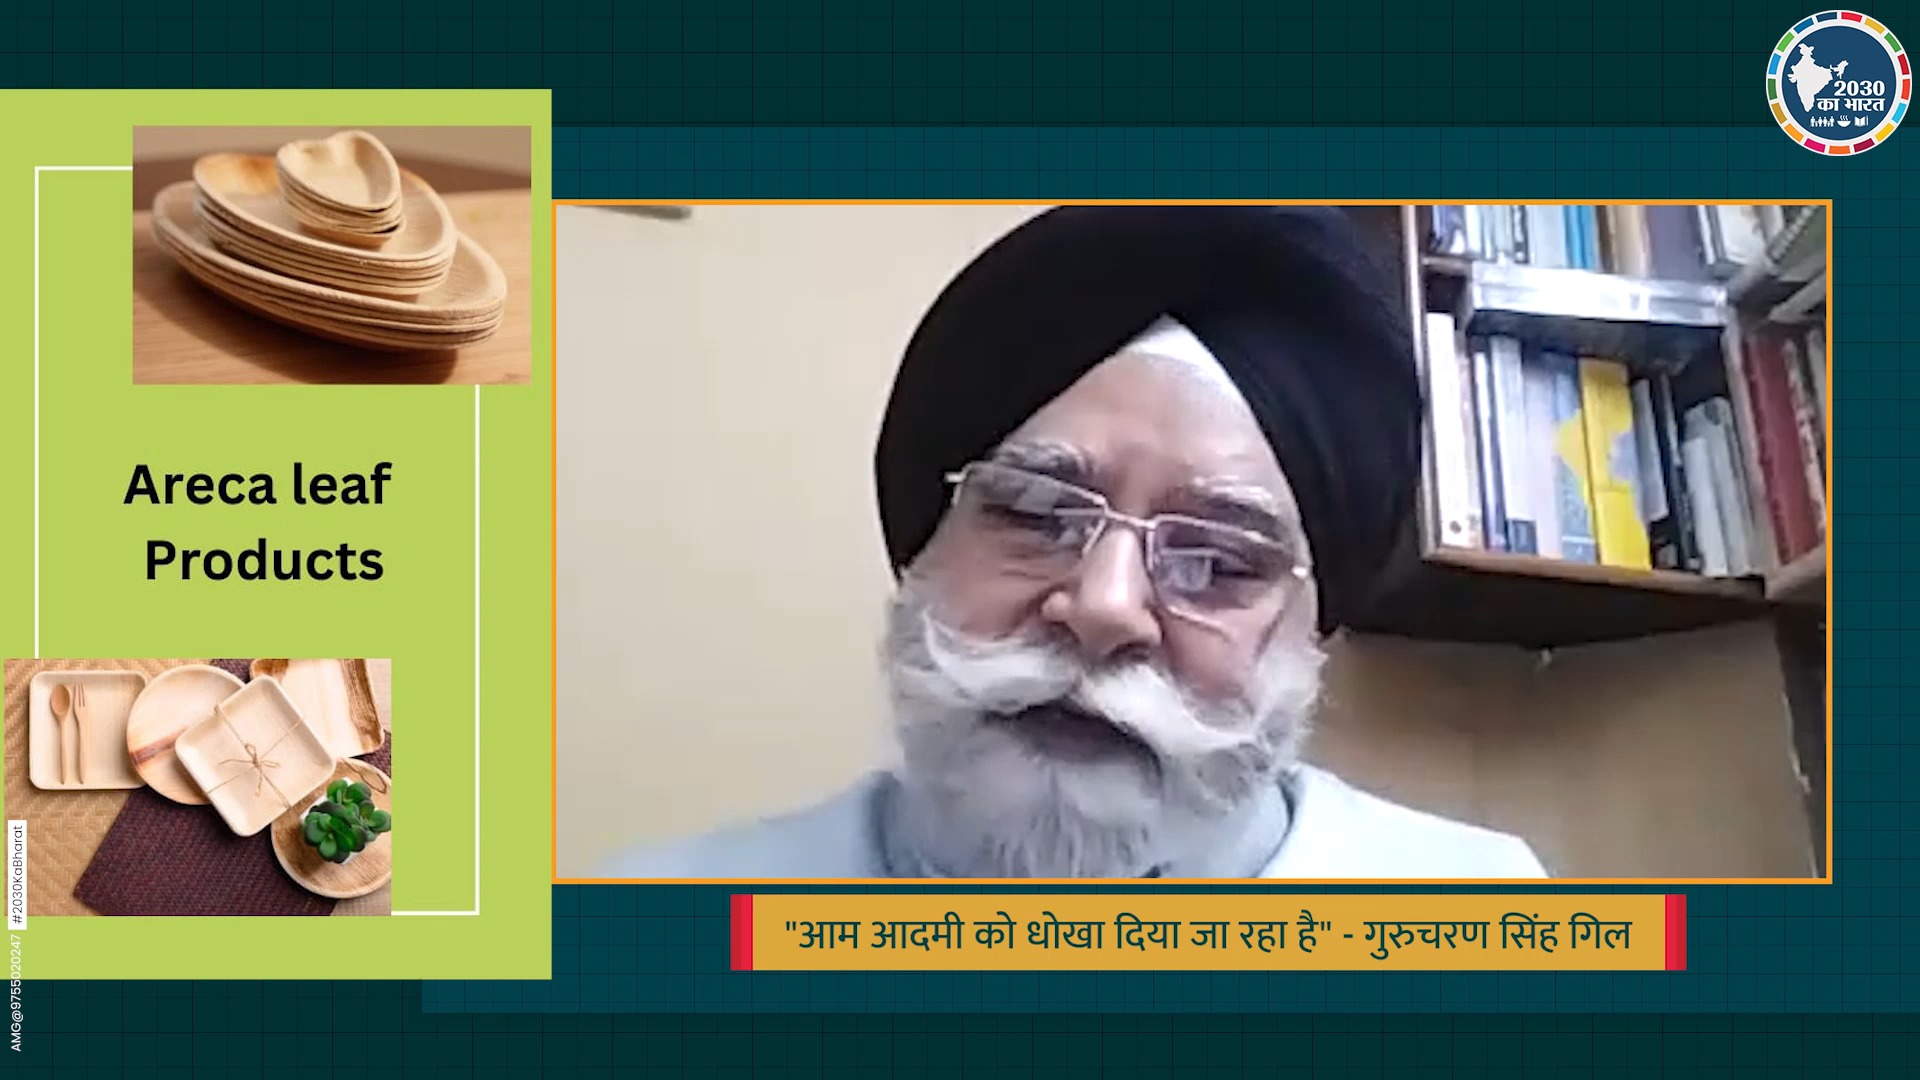 2030
का भारत
Areca leaf
Products
"आम आदमी को धोखा दिया जा रहा है" - गुरुचरण सिंह गिल
AMG@9755020247 #2030KaBharat